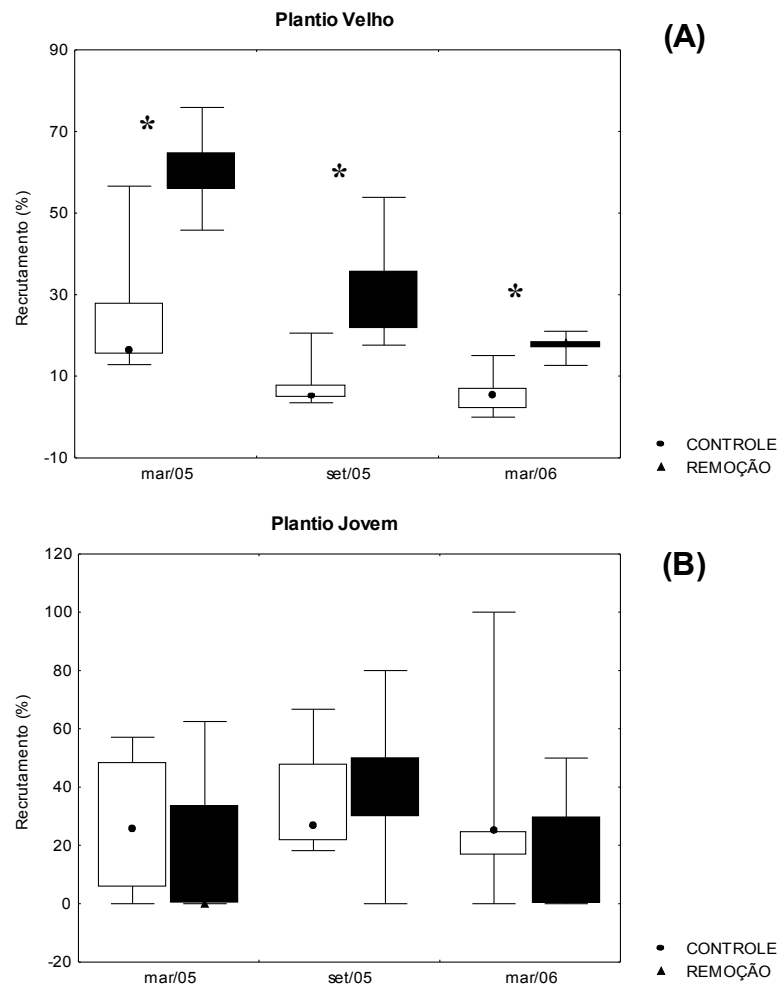 Plantio Velho
(A)
90
70
50
30
10
-10
Recrutamento (%)
*
*
*
mar/05 set/05 mar/06
CONTROLE
REMOÇÃO
Plantio Jovem
(B)
120
100
80
60
40
20
0
-20
Recrutamento (%)
mar/05 set/05 mar/06
CONTROLE
REMOÇÃO